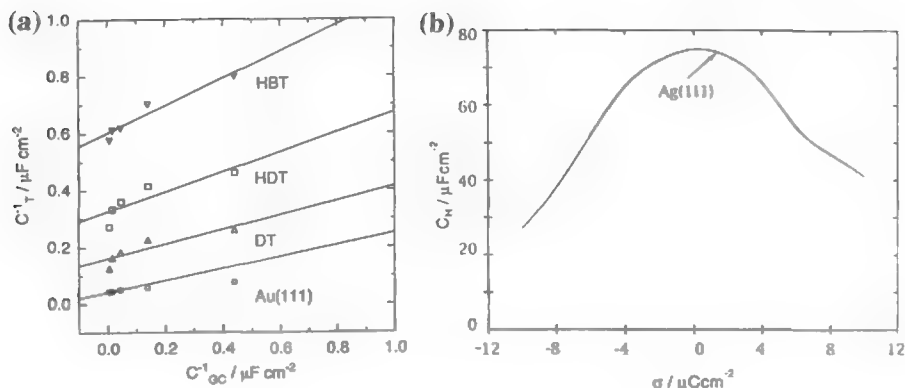 (a)
1.0
0.8
0.6
0.4
0.2
0.0
C⁻¹T / μF cm⁻²
HBT
HDT
DT
Au(111)
0.0 0.2 0.4 0.6 0.8 1.0
C⁻¹GC / μF cm⁻²
(b)
80
60
40
20
0
C_H / μFcm⁻²
Ag(111)
-12 -8 -4 0 4 8 12
σ / μCcm⁻²